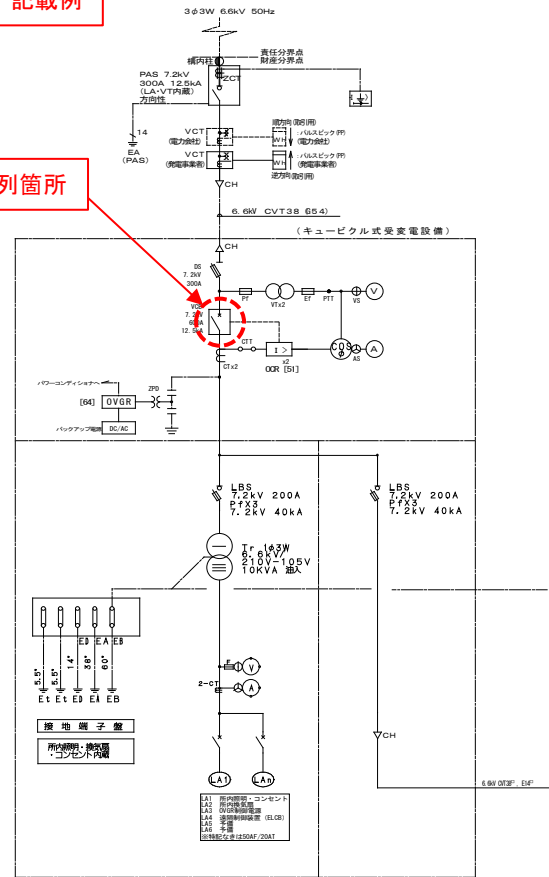 記載例
3φ3W 6.6kV 50Hz
構内柱
責任分界点
財産分界点
PAS 7.2kV
300A 12.5kA
(LA・VT内蔵)
方向性
ZCT
14
EA
(PAS)
VCT
(電力会社)
Wh
順方向(取引用)
:パルスピック(PP)
(電力会社)
VCT
(発電事業者)
Wh
:パルスピック(PP)
(発電事業者)
逆方向(取引用)
CH
列箇所
6.6kV CVT38 (654)
(キュービクル式受変電設備)
CH
DS
7.2kV
300A
Pf
VTx2
Ef
PTT
VS
V
VCB
7.2kV
600A
12.5kA
CTT
I >
x2
OCR [51]
CTx2
COS
φ
AS
A
パワーコンディショナへ
ZPD
[64]
OVGR
バックアップ電源
DC/AC
LBS
7.2kV 200A
PfX3
7.2kV 40kA
LBS
7.2kV 200A
PfX3
7.2kV 40kA
Tr 1φ3W
6.6kV/
210V-105V
10KVA 油入
ED
EA
EB
5.5°
5.5°
14°
38°
60°
Et
Et
ED
EA
EB
接地端子盤
所内照明・換気扇
・コンセント内蔵
F
V
2-CT
A
CH
LA1
LAn
LA1 所内照明・コンセント
LA2 所内換気扇
LA3 OVGR制御電源
LA4 遠隔制御装置 (ELCB)
LA5 予備
LA6 予備
※特記なきは50AF/20AT